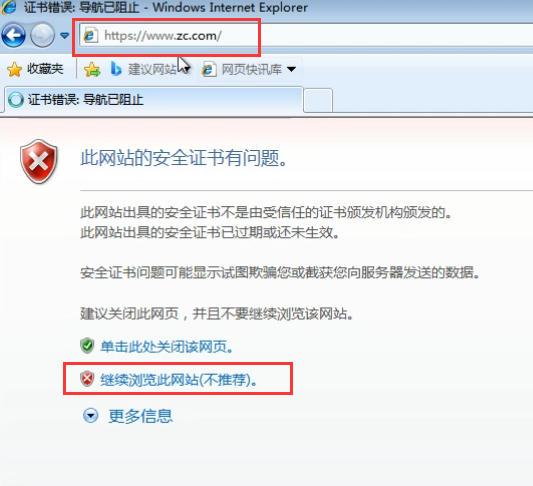 证书错误: 导航已阻止 - Windows Internet Explorer
https://www.zc.com/
收藏夹 建议网站 网页快讯库
证书错误: 导航已阻止
此网站的安全证书有问题。
此网站出具的安全证书不是由受信任的证书颁发机构颁发的。
此网站出具的安全证书已过期或还未生效。
安全证书问题可能显示试图欺骗您或截获您向服务器发送的数据。
建议关闭此网页，并且不要继续浏览该网站。
单击此处关闭该网页。
继续浏览此网站(不推荐)。
更多信息